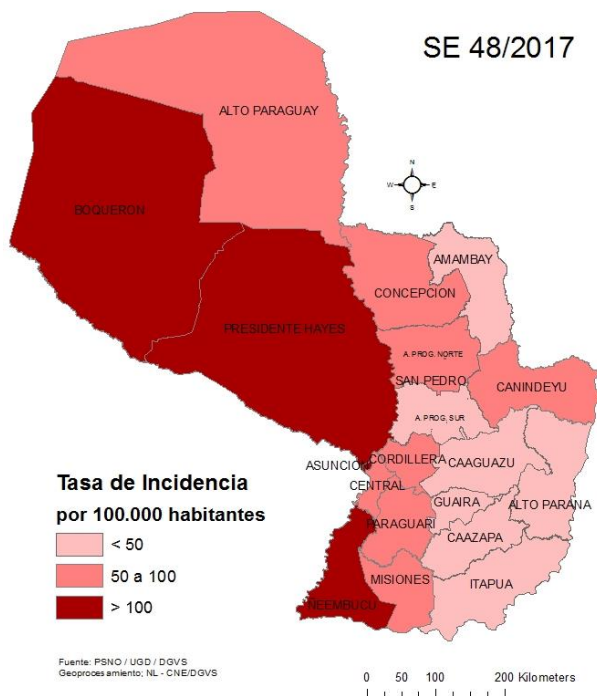 SE 48/2017
ALTO PARAGUAY
BOQUERON
PRESIDENTE HAYES
N
W E
S
AMAMBAY
CONCEPCION
A. PROG. NORTE
SAN PEDRO
CANINDEYU
A. PROG. SUR
ASUNCION
CORDILLERA
CAAGUAZU
CENTRAL
GUAIRA
ALTO PARANA
PARAGUARI
CAAZAPA
MISIONES
ITAPUA
NEEMBUCU
Tasa de Incidencia
por 100.000 habitantes
< 50
50 a 100
> 100
Fuente: PSNO / UGD / DGVS
Geoprocesamiento; NL - CNE/DGVS
0 50 100 200 Kilometers